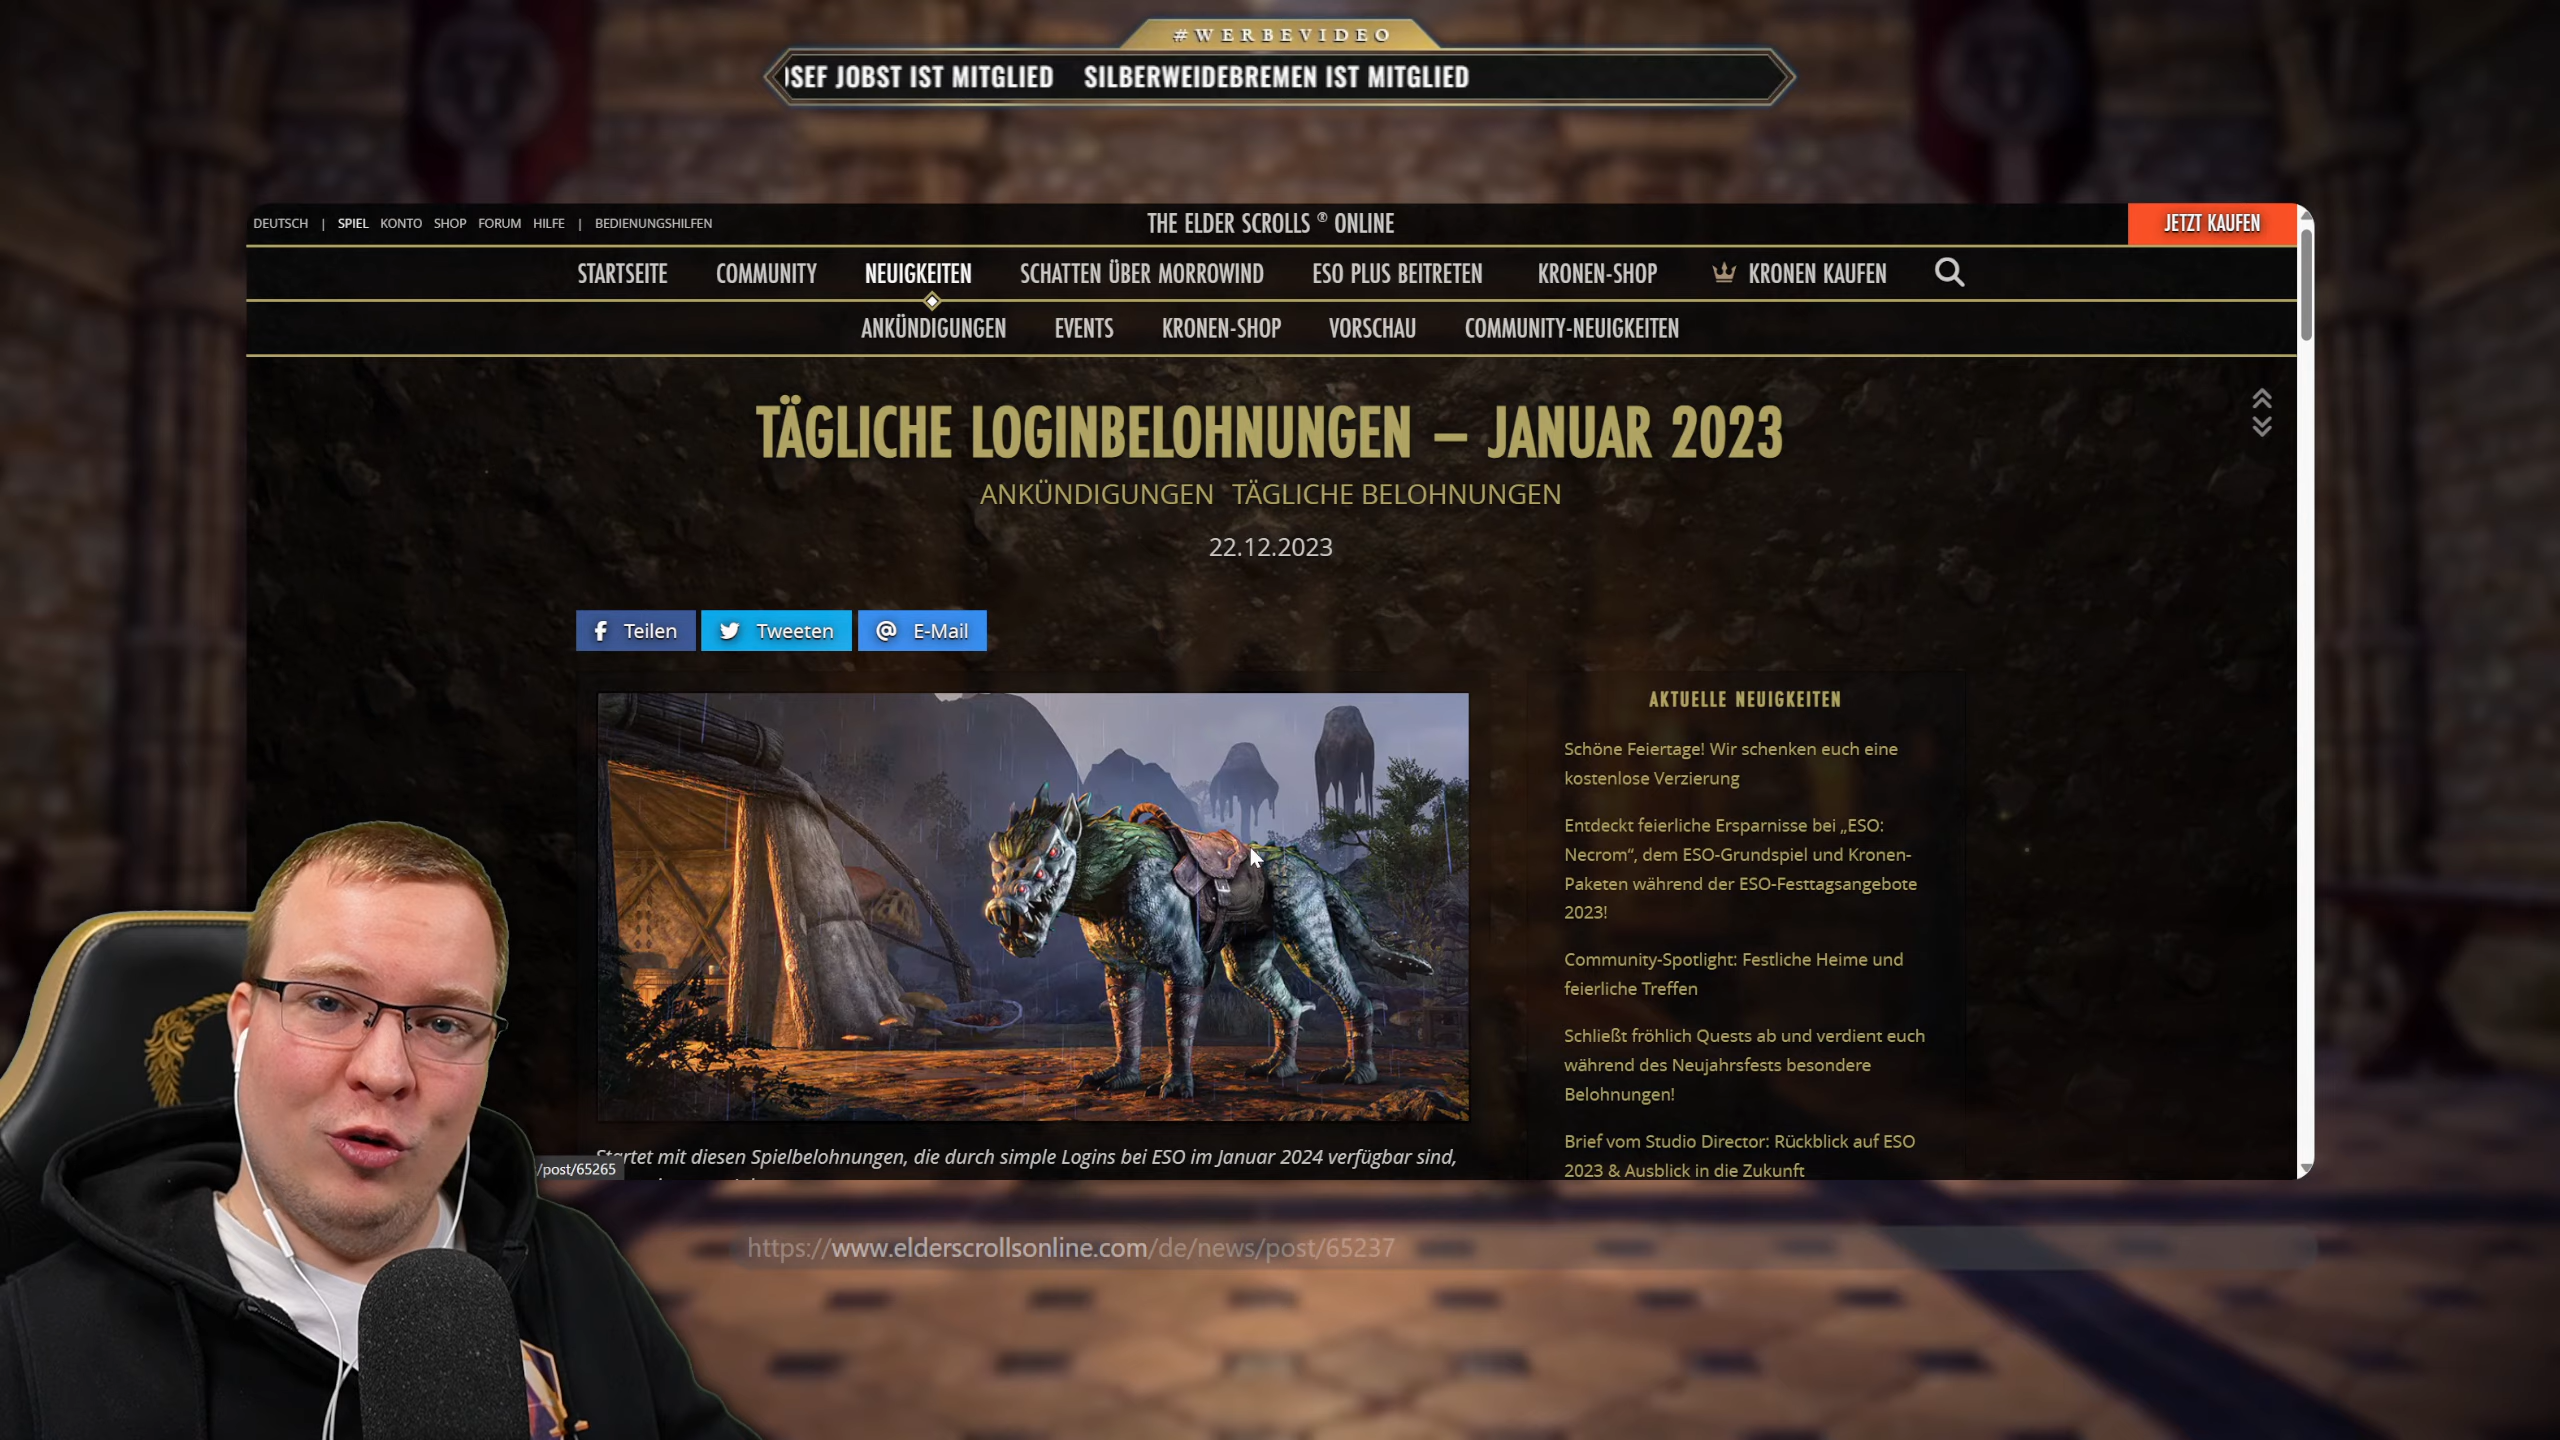 #WERBEVIDEO
SEF JOBST IST MITGLIED SILBERWEIDEBREMEN IST MITGLIED
DEUTSCH | SPIEL KONTO SHOP FORUM HILFE | BEDIENUNGSHILFEN
THE ELDER SCROLLS ® ONLINE
JETZT KAUFEN
STARTSEITE COMMUNITY NEUIGKEITEN SCHATTEN ÜBER MORROWIND ESO PLUS BEITRETEN KRONEN-SHOP KRONEN KAUFEN
ANKÜNDIGUNGEN EVENTS KRONEN-SHOP VORSCHAU COMMUNITY-NEUIGKEITEN
TÄGLICHE LOGINBELOHNUNGEN – JANUAR 2023
ANKÜNDIGUNGEN TÄGLICHE BELOHNUNGEN
22.12.2023
Teilen Tweeten E-Mail
AKTUELLE NEUIGKEITEN
Schöne Feiertage! Wir schenken euch eine
kostenlose Verzierung
Entdeckt feierliche Ersparnisse bei „ESO:
Necrom“, dem ESO-Grundspiel und Kronen-
Paketen während der ESO-Festtagsangebote
2023!
Community-Spotlight: Festliche Heime und
feierliche Treffen
Schließt fröhlich Quests ab und verdient euch
während des Neujahrsfests besondere
Belohnungen!
Brief vom Studio Director: Rückblick auf ESO
2023 & Ausblick in die Zukunft
Startet mit diesen Spielbelohnungen, die durch simple Logins bei ESO im Januar 2024 verfügbar sind,
/post/65265
https://www.elderscrollsonline.com/de/news/post/65237